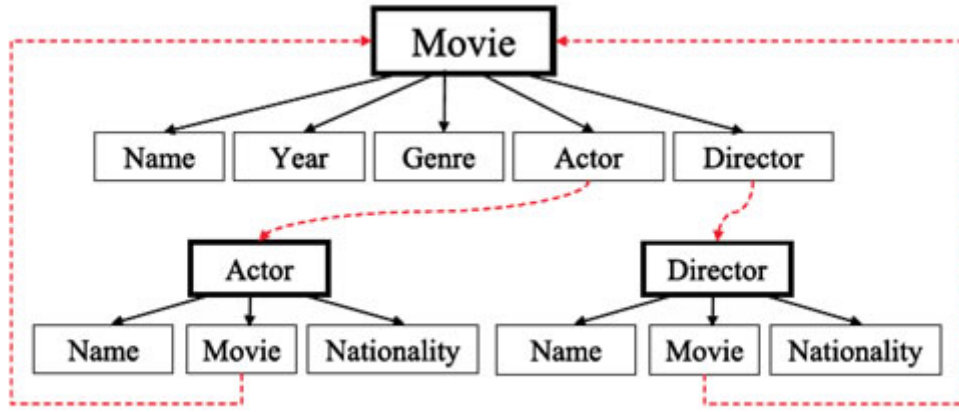 Movie
Name Year Genre Actor Director
Actor Director
Name Movie Nationality Name Movie Nationality